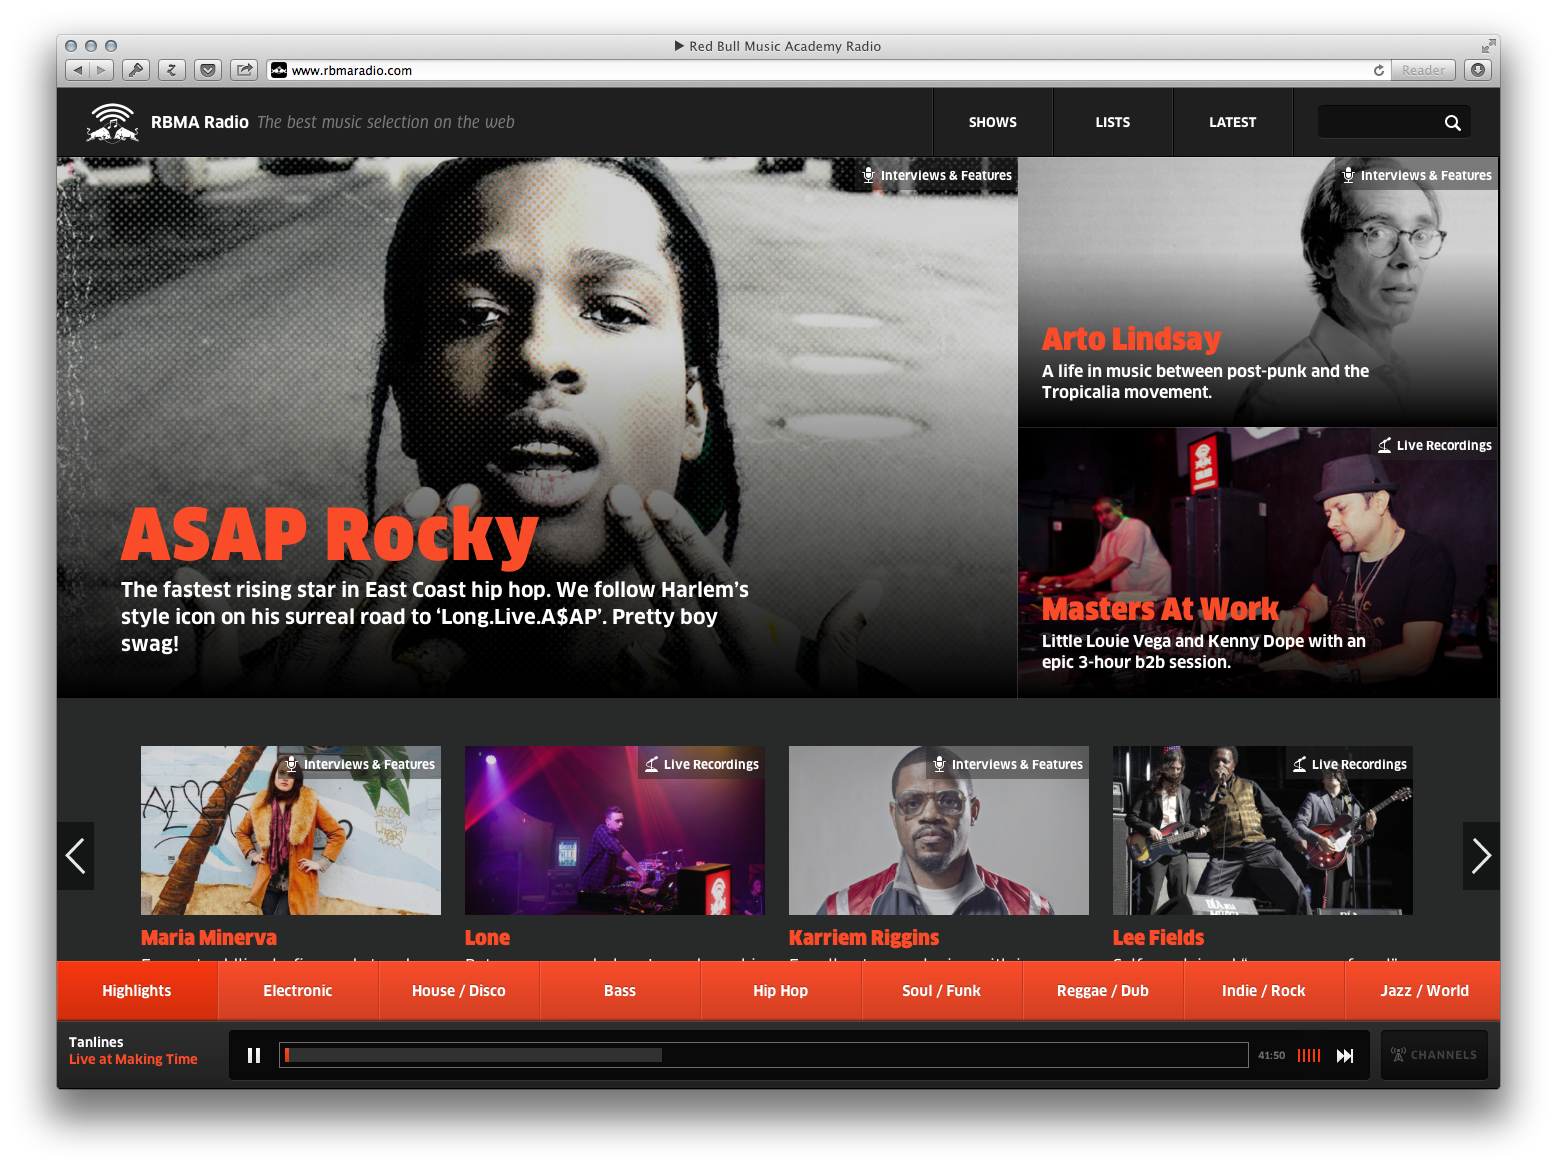 Red Bull Music Academy Radio
www.rbmaradio.com
Reader
RBMA Radio The best music selection on the web
SHOWS
LISTS
LATEST
Interviews & Features
ASAP Rocky
The fastest rising star in East Coast hip hop. We follow Harlem’s
style icon on his surreal road to ‘Long.Live.A$AP’. Pretty boy
swag!
Interviews & Features
Arto Lindsay
A life in music between post-punk and the
Tropicalia movement.
Live Recordings
Masters At Work
Little Louie Vega and Kenny Dope with an
epic 3-hour b2b session.
Interviews & Features
Maria Minerva
Live Recordings
Lone
Interviews & Features
Karriem Riggins
Live Recordings
Lee Fields
Highlights
Electronic
House / Disco
Bass
Hip Hop
Soul / Funk
Reggae / Dub
Indie / Rock
Jazz / World
Tanlines
Live at Making Time
41:50
CHANNELS